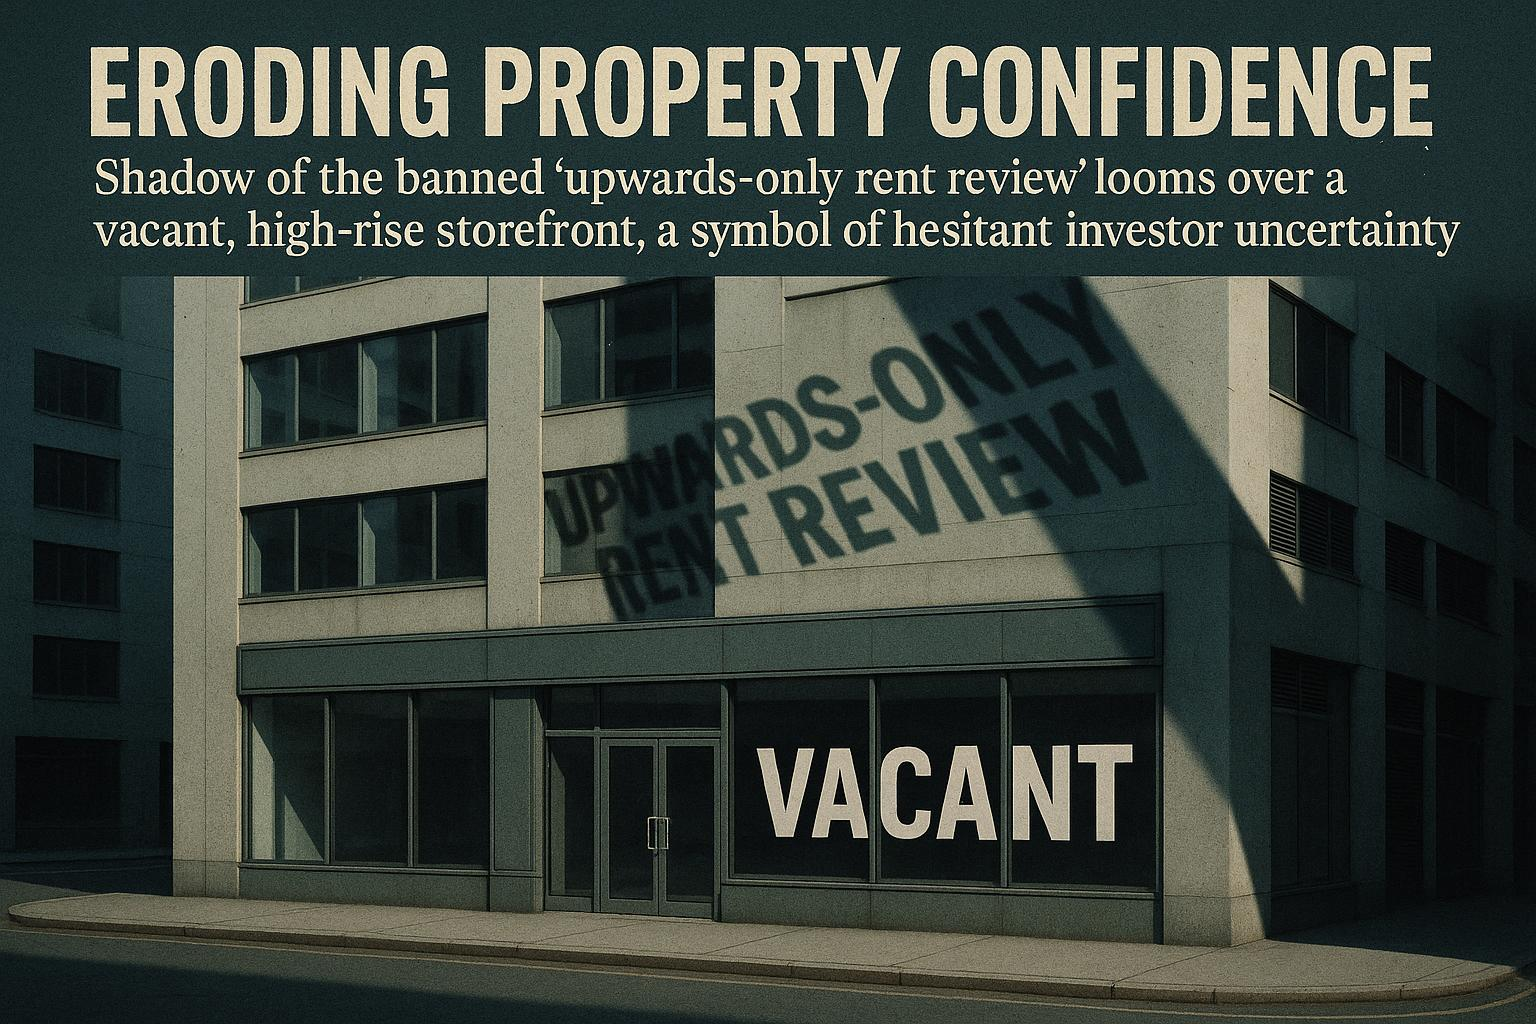 ERODING PROPERTY CONFIDENCE
Shadow of the banned ‘upwards-only rent review’ looms over a
vacant, high-rise storefront, a symbol of hesitant investor uncertainty
UPWARDS-ONLY
RENT REVIEW
VACANT